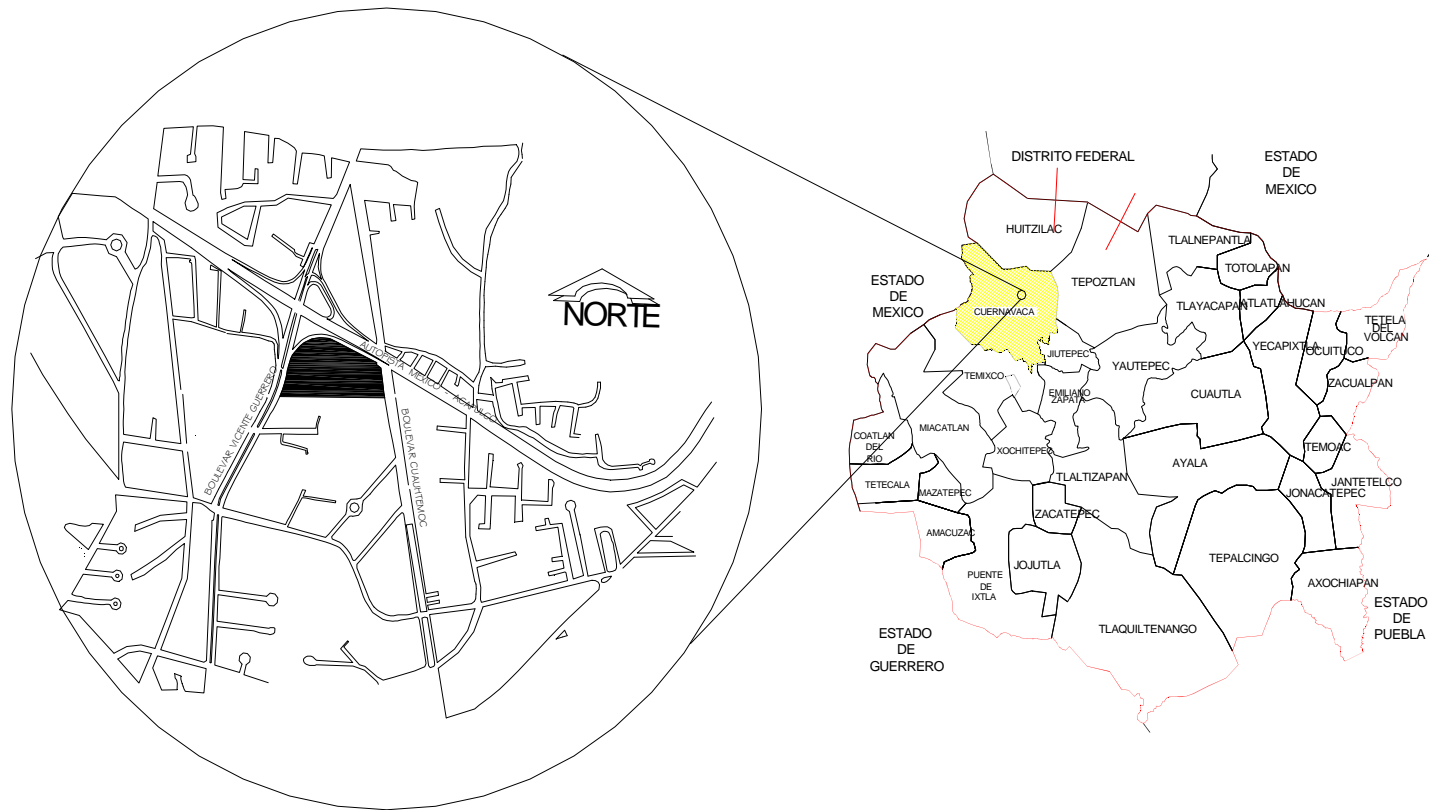 NORTE
AUTOPISTA MEXICO - ACAPULCO
BOULEVAR VICENTE GUERRERO
BOULEVAR CUAUHTEMOC
DISTRITO FEDERAL
ESTADO
DE
MEXICO
HUITZILAC
TLALNEPANTLA
TOTOLAPAN
ESTADO
DE
MEXICO
TEPOZTLAN
CUERNAVACA
TLAYACAPAN
ATLATLAHUCAN
TETELA
DEL
VOLCAN
YECAPIXTLA
OCUITUCO
JIUTEPEC
YAUTEPEC
TEMIXCO
ZACUALPAN
EMILIANO
ZAPATA
CUAUTLA
COATLAN
DEL
RIO
MIACATLAN
XOCHITEPEC
TEMOAC
AYALA
TLALTIZAPAN
TETECALA
MAZATEPEC
JANTETELCO
JONACATEPEC
ZACATEPEC
AMACUZAC
JOJUTLA
TEPALCINGO
PUENTE
DE
IXTLA
AXOCHIAPAN
ESTADO
DE
PUEBLA
TLAQUILTENANGO
ESTADO
DE
GUERRERO